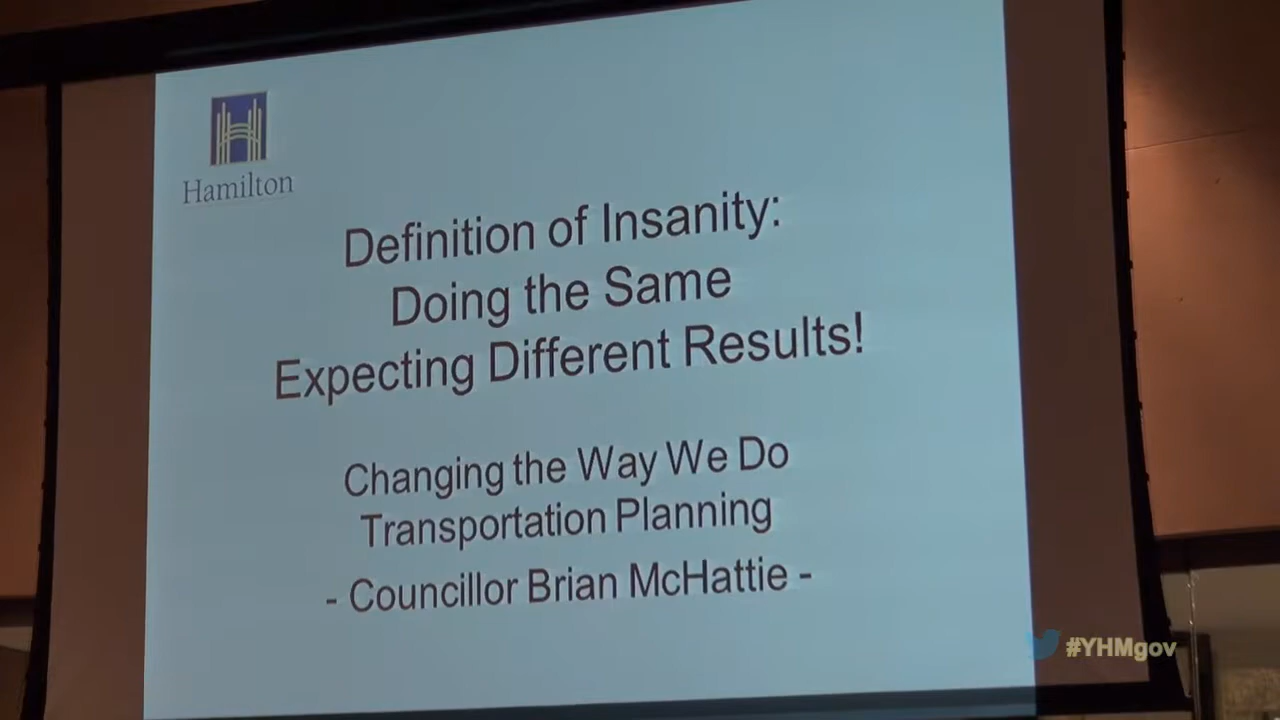 Hamilton
Definition of Insanity:
Doing the Same
Expecting Different Results!
Changing the Way We Do
Transportation Planning
- Councillor Brian McHattie -
#YHMgov